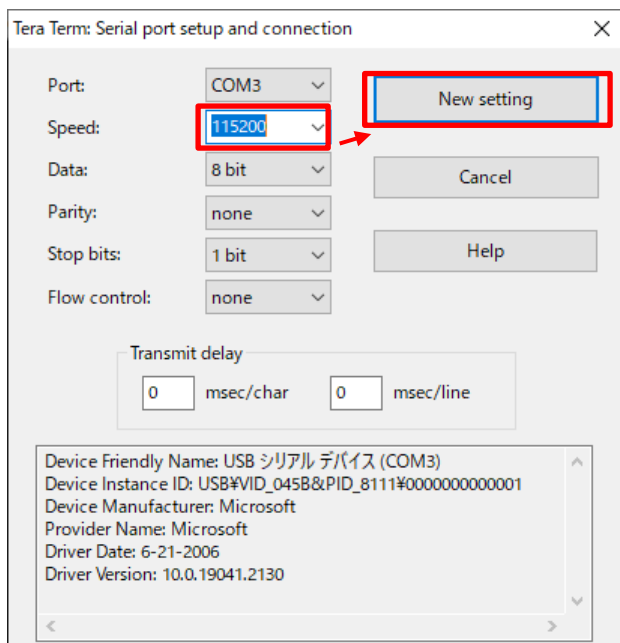 Tera Term: Serial port setup and connection
Port:
COM3
New setting
Speed:
115200
Data:
8 bit
Cancel
Parity:
none
Stop bits:
1 bit
Help
Flow control:
none
Transmit delay
0 msec/char 0 msec/line
Device Friendly Name: USB シリアル デバイス (COM3)
Device Instance ID: USB¥VID_045B&PID_8111¥0000000000001
Device Manufacturer: Microsoft
Provider Name: Microsoft
Driver Date: 6-21-2006
Driver Version: 10.0.19041.2130